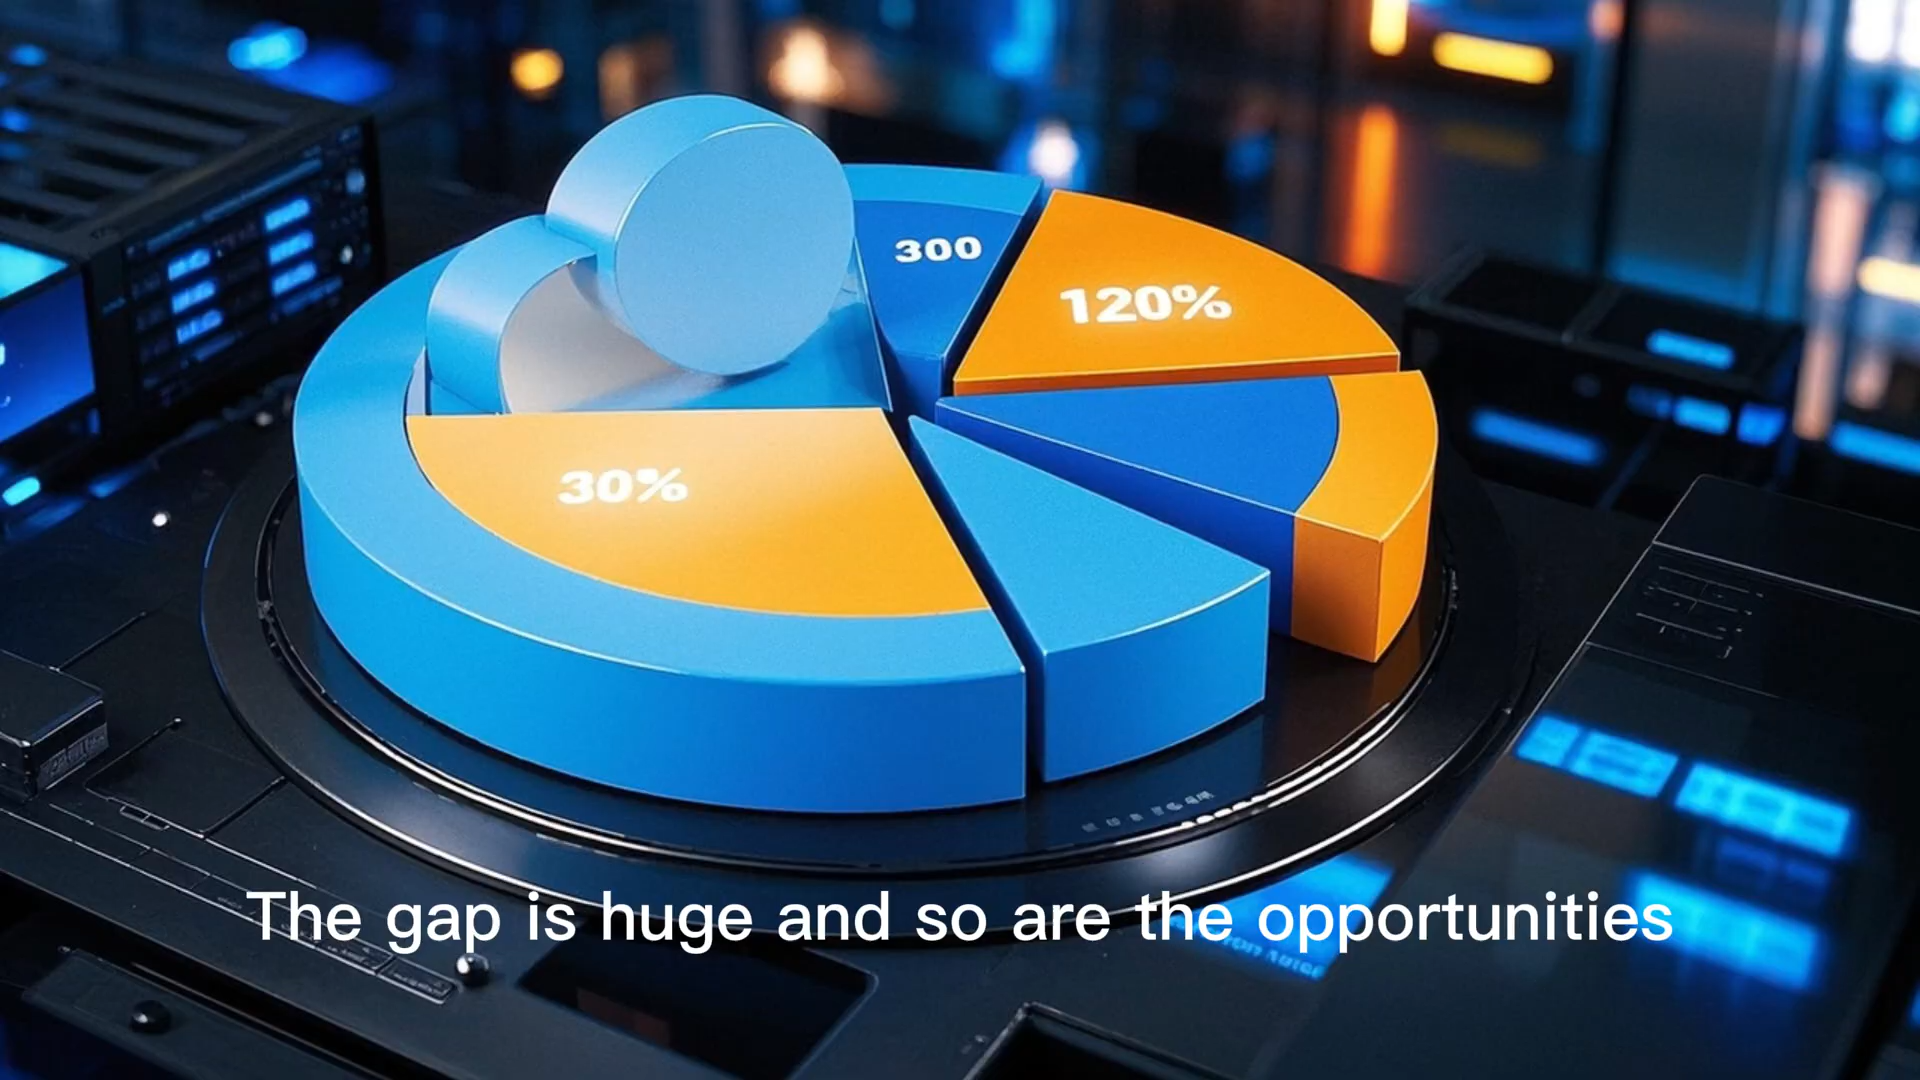 300
120%
30%
The gap is huge and so are the opportunities